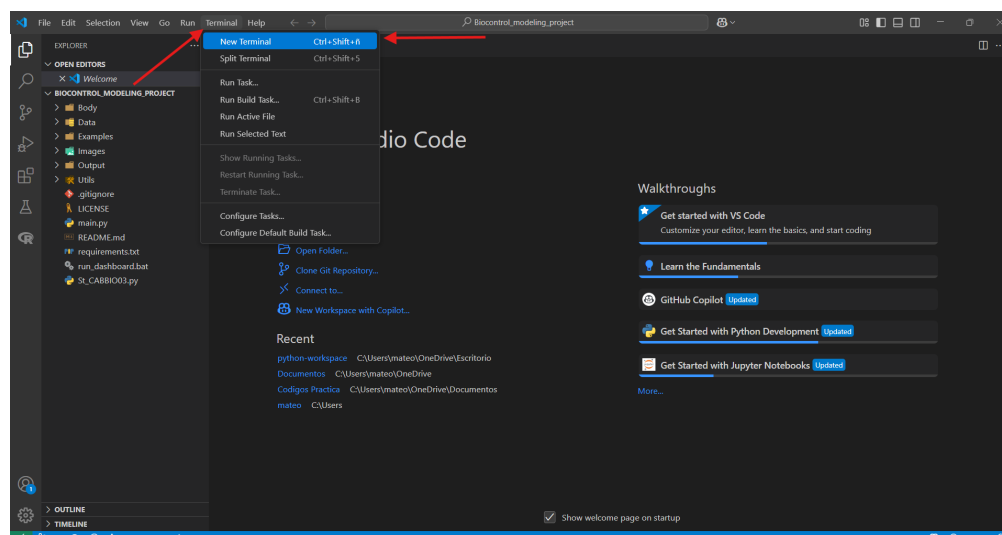 File Edit Selection View Go Run Terminal Help
Biocontrol_modeling_project
EXPLORER
OPEN EDITORS
Welcome
BIOCONTROL_MODELING_PROJECT
Body
Data
Examples
Images
Output
Utils
.gitignore
LICENSE
main.py
README.md
requirements.txt
run_dashboard.bat
St_CABBIO03.py
OUTLINE
TIMELINE
New Terminal Ctrl+Shift+ñ
Split Terminal Ctrl+Shift+5
Run Task...
Run Build Task... Ctrl+Shift+B
Run Active File
Run Selected Text
Show Running Tasks...
Restart Running Task...
Terminate Task...
Configure Tasks...
Configure Default Build Task...
dio Code
Open Folder...
Clone Git Repository...
Connect to...
New Workspace with Copilot...
Recent
python-workspace C:\Users\mateo\OneDrive\Escritorio
Documentos C:\Users\mateo\OneDrive
Codigos Practica C:\Users\mateo\OneDrive\Documentos
mateo C:\Users
Walkthroughs
Get started with VS Code
Customize your editor, learn the basics, and start coding
Learn the Fundamentals
GitHub Copilot Updated
Get Started with Python Development Updated
Get Started with Jupyter Notebooks Updated
More...
Show welcome page on startup
1